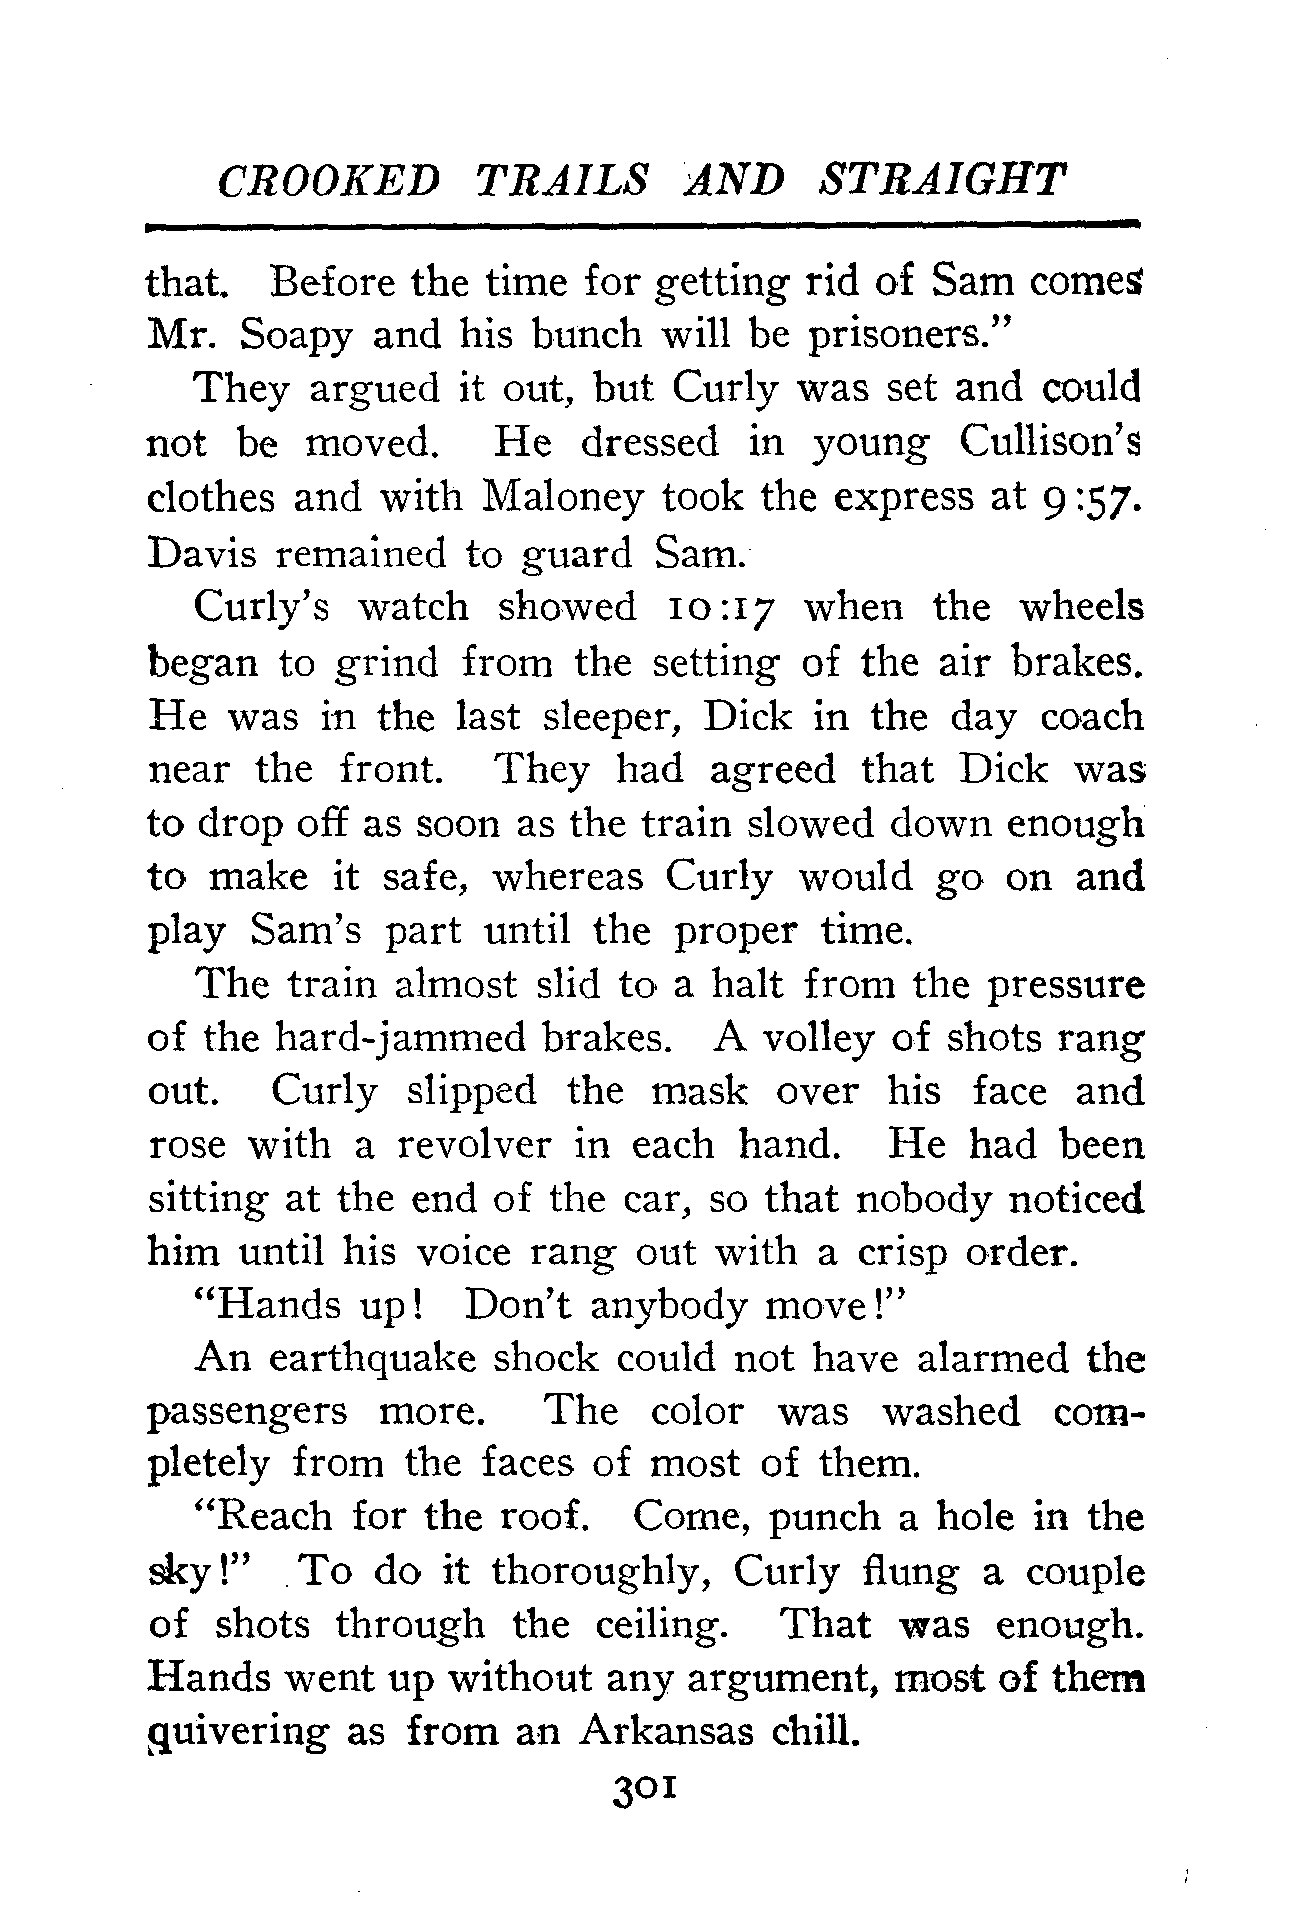 CROOKED TRAILS AND STRAIGHT
that. Before the time for getting rid of Sam comes
Mr. Soapy and his bunch will be prisoners.”
They argued it out, but Curly was set and could
not be moved. He dressed in young Cullison’s
clothes and with Maloney took the express at 9:57.
Davis remained to guard Sam.
Curly’s watch showed 10:17 when the wheels
began to grind from the setting of the air brakes.
He was in the last sleeper, Dick in the day coach
near the front. They had agreed that Dick was
to drop off as soon as the train slowed down enough
to make it safe, whereas Curly would go on and
play Sam’s part until the proper time.
The train almost slid to a halt from the pressure
of the hard-jammed brakes. A volley of shots rang
out. Curly slipped the mask over his face and
rose with a revolver in each hand. He had been
sitting at the end of the car, so that nobody noticed
him until his voice rang out with a crisp order.
“Hands up! Don’t anybody move!”
An earthquake shock could not have alarmed the
passengers more. The color was washed com-
pletely from the faces of most of them.
“Reach for the roof. Come, punch a hole in the
sky!” To do it thoroughly, Curly flung a couple
of shots through the ceiling. That was enough.
Hands went up without any argument, most of them
quivering as from an Arkansas chill.
301